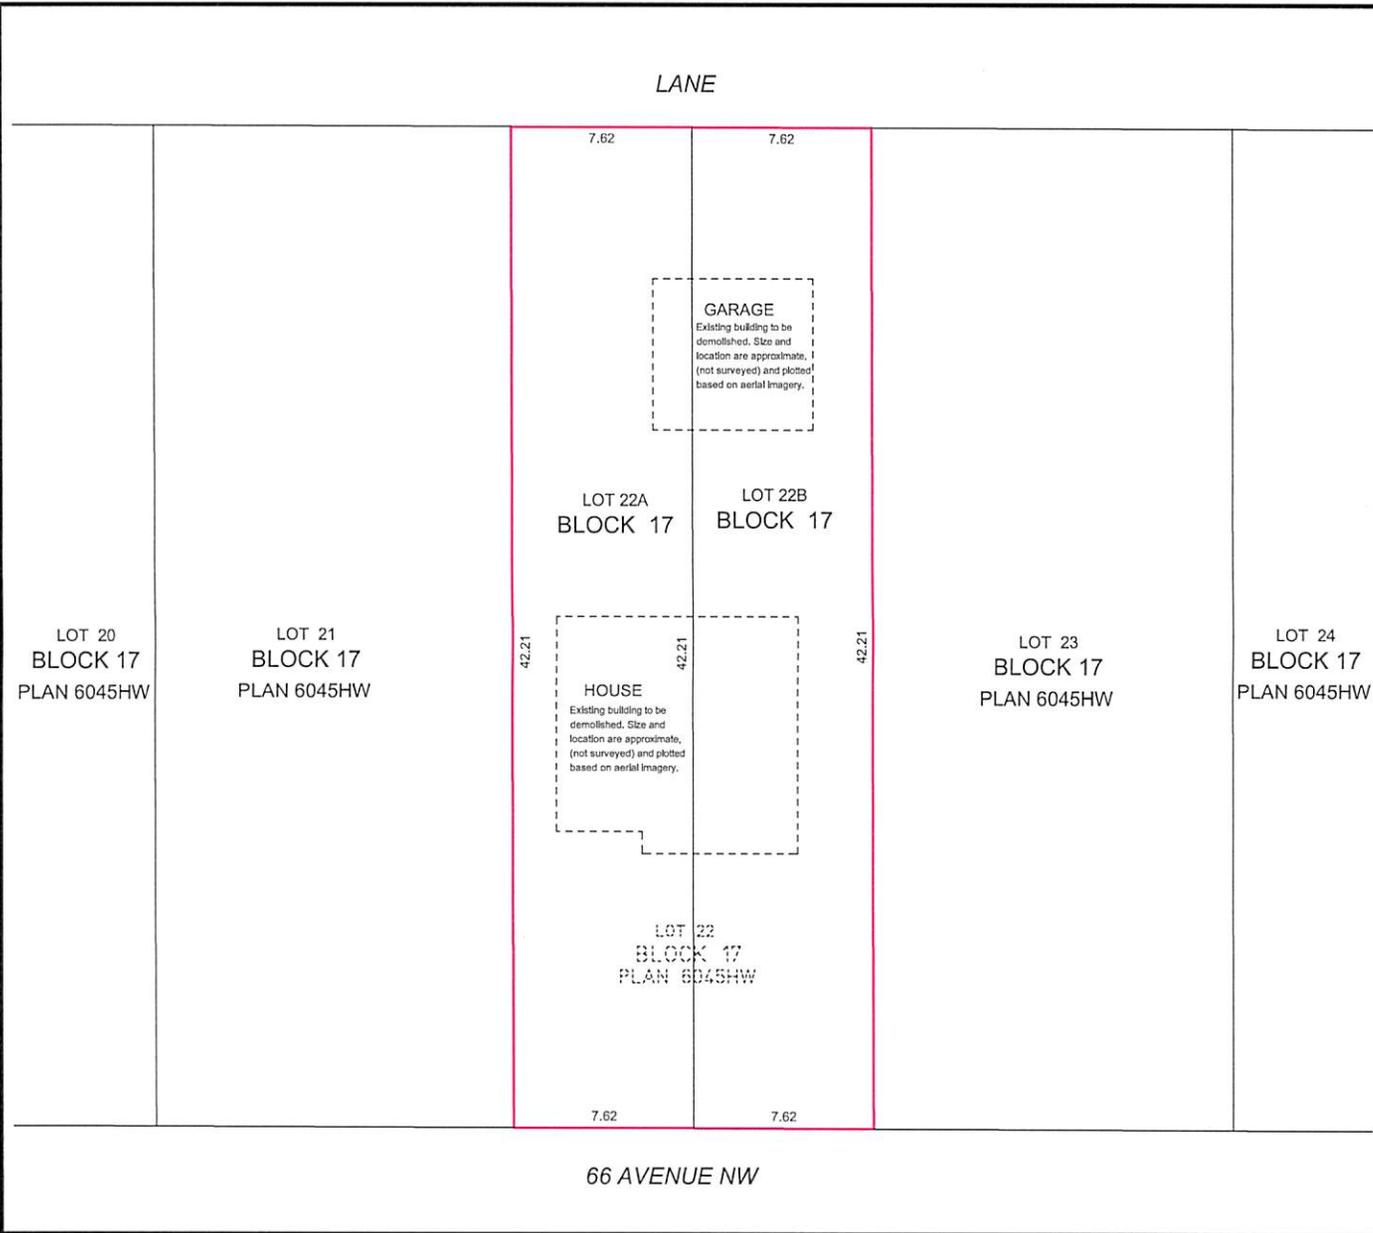 LANE
7.62
7.62
GARAGE
Existing building to be
demolished. Size and
location are approximate,
(not surveyed) and plotted
based on aerial imagery.
LOT 22A
BLOCK 17
LOT 22B
BLOCK 17
LOT 20
BLOCK 17
PLAN 6045HW
LOT 21
BLOCK 17
PLAN 6045HW
42.21
42.21
42.21
HOUSE
Existing building to be
demolished. Size and
location are approximate,
(not surveyed) and plotted
based on aerial imagery.
LOT 23
BLOCK 17
PLAN 6045HW
LOT 24
BLOCK 17
PLAN 6045HW
LOT 22
BLOCK 17
PLAN 6045HW
7.62
7.62
66 AVENUE NW